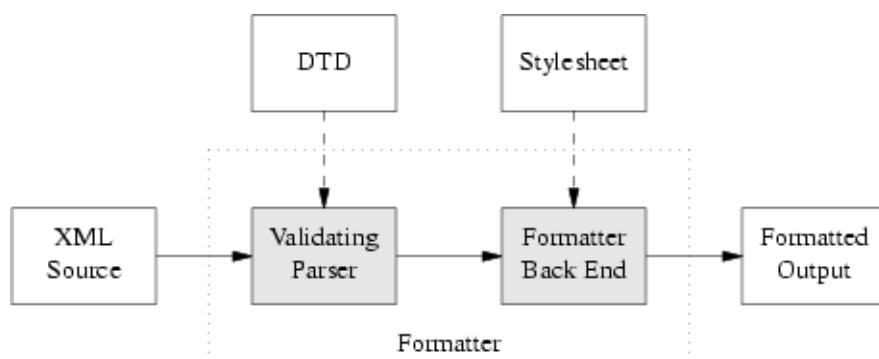 DTD
Stylesheet
XML
Source
Validating
Parser
Formatter
Back End
Formatted
Output
Formatter